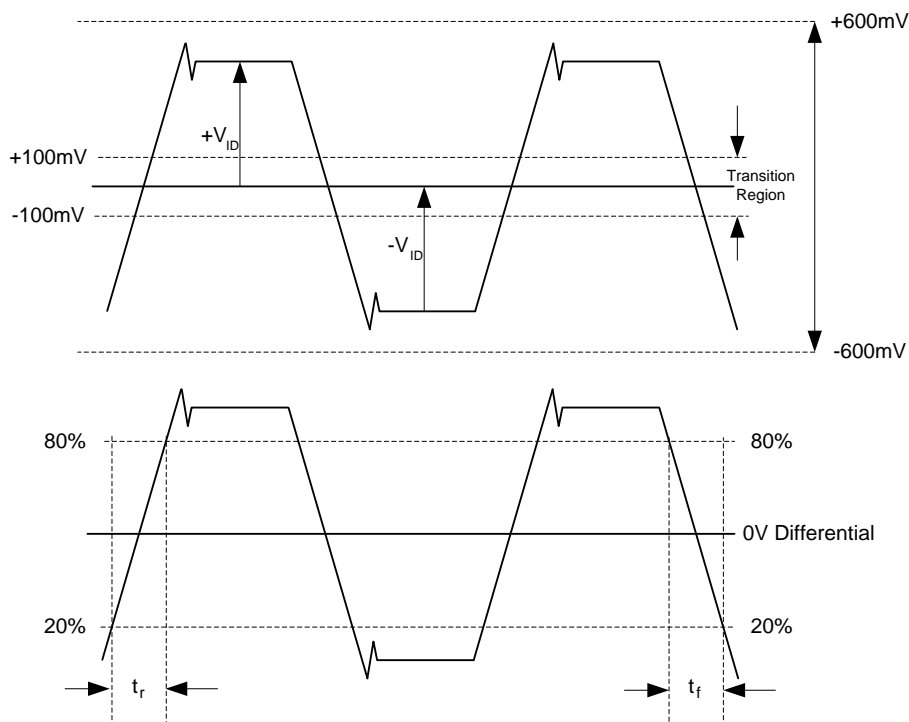 +600mV
+V_ID
+100mV
Transition
Region
-100mV
-V_ID
-600mV
80%
80%
0V Differential
20%
20%
t_r
t_f